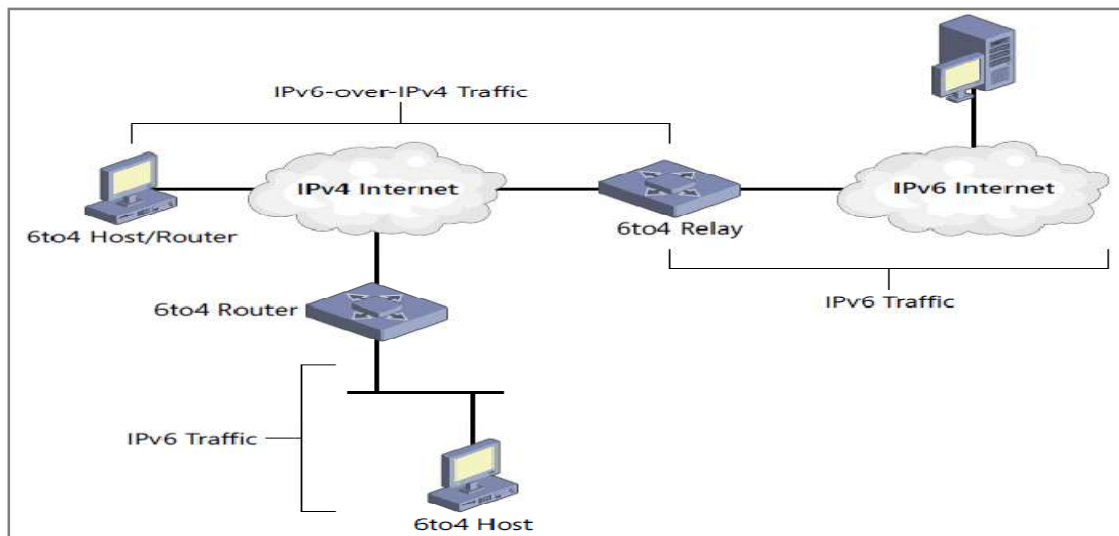 IPv6-over-IPv4 Traffic
IPv4 Internet
IPv6 Internet
6to4 Host/Router
6to4 Relay
6to4 Router
IPv6 Traffic
IPv6 Traffic
6to4 Host